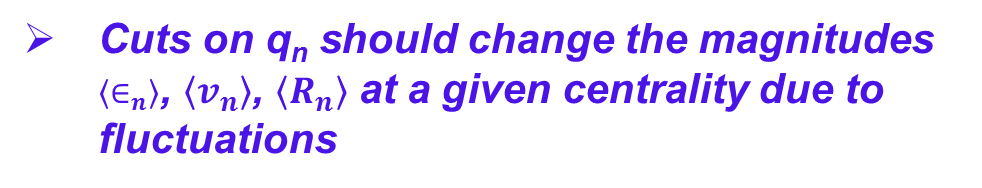 ➢ Cuts on qₙ should change the magnitudes
⟨∈ₙ⟩, ⟨vₙ⟩, ⟨Rₙ⟩ at a given centrality due to
fluctuations